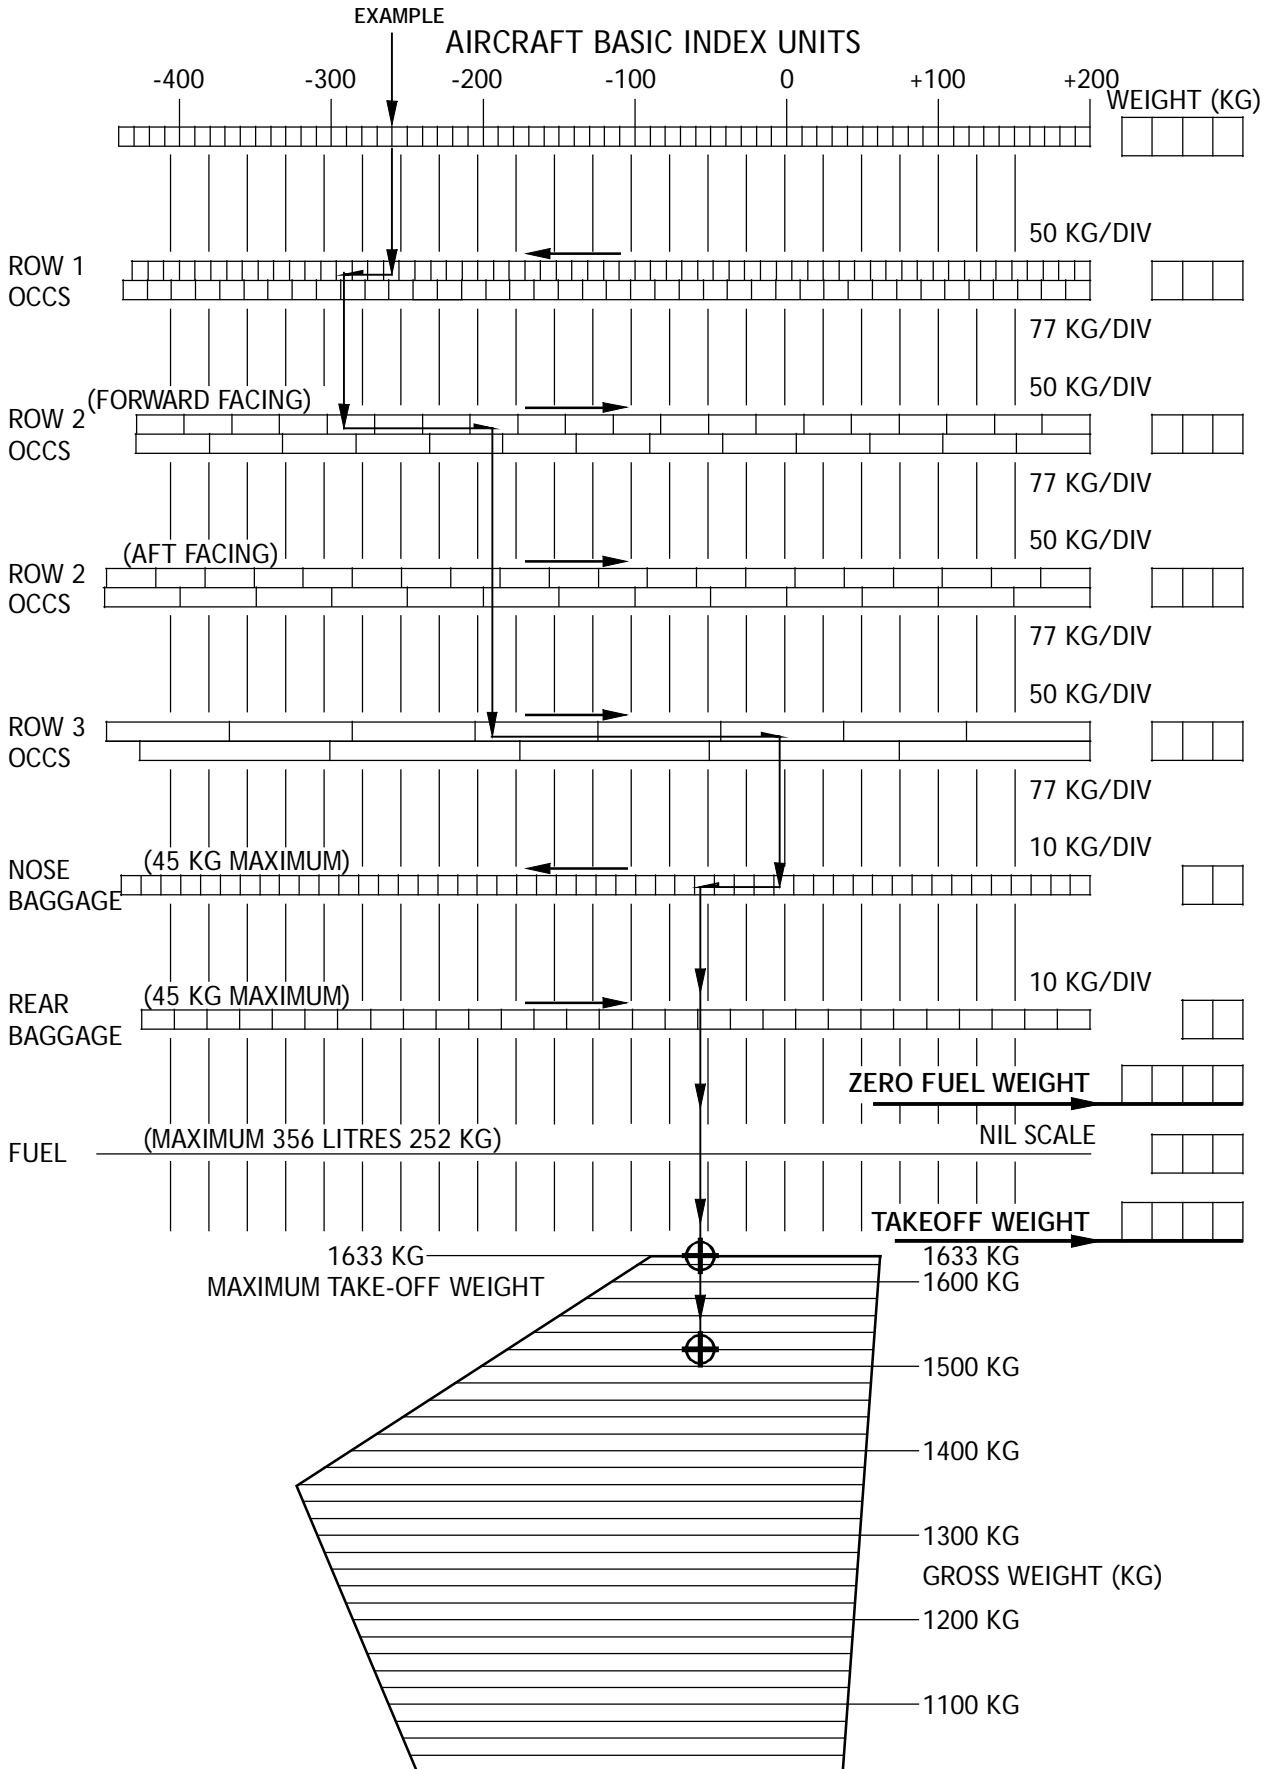 EXAMPLE
AIRCRAFT BASIC INDEX UNITS
-400 -300 -200 -100 0 +100 +200
WEIGHT (KG)
50 KG/DIV
ROW 1
OCCS
77 KG/DIV
50 KG/DIV
(FORWARD FACING)
ROW 2
OCCS
77 KG/DIV
50 KG/DIV
(AFT FACING)
ROW 2
OCCS
77 KG/DIV
50 KG/DIV
ROW 3
OCCS
77 KG/DIV
10 KG/DIV
(45 KG MAXIMUM)
NOSE
BAGGAGE
10 KG/DIV
(45 KG MAXIMUM)
REAR
BAGGAGE
ZERO FUEL WEIGHT
(MAXIMUM 356 LITRES 252 KG)
NIL SCALE
FUEL
TAKEOFF WEIGHT
1633 KG
1633 KG
MAXIMUM TAKE-OFF WEIGHT
1600 KG
1500 KG
1400 KG
1300 KG
GROSS WEIGHT (KG)
1200 KG
1100 KG